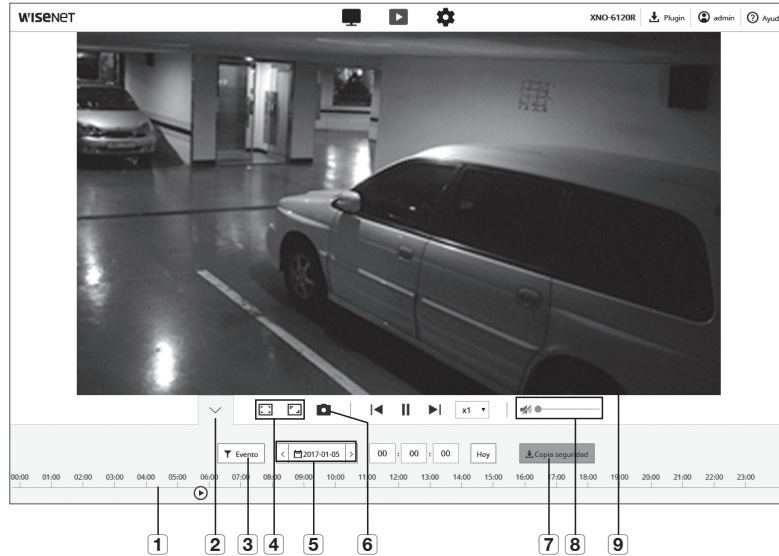 WISENET XNO-6120R Plugin admin Ayud
x1
Evento 2017-01-05 00 : 00 : 00 Hoy Copia seguridad
00:00 01:00 02:00 03:00 04:00 05:00 06:00 07:00 08:00 09:00 10:00 11:00 12:00 13:00 14:00 15:00 16:00 17:00 18:00 19:00 20:00 21:00 22:00 23:00
1 2 3 4 5 6 7 8 9